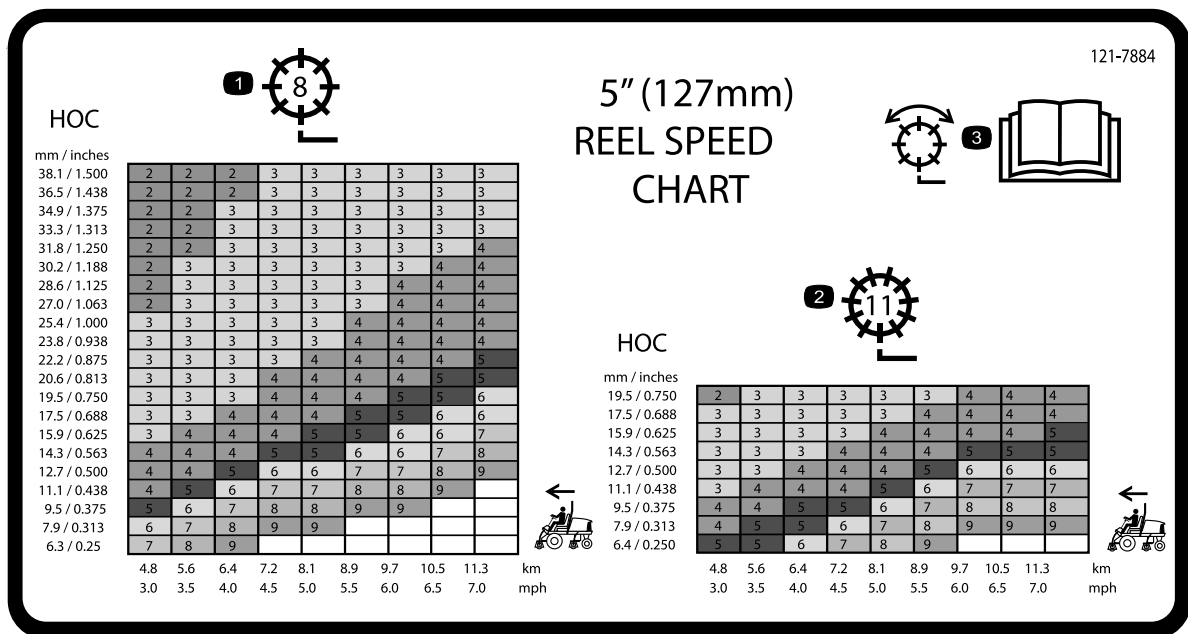 121-7884
1
8
5″ (127mm)
REEL SPEED
CHART
3
HOC
mm / inches
38.1 / 1.500 2 2 2 3 3 3 3 3 3
36.5 / 1.438 2 2 2 3 3 3 3 3 3
34.9 / 1.375 2 2 3 3 3 3 3 3 3
33.3 / 1.313 2 2 3 3 3 3 3 3 3
31.8 / 1.250 2 2 3 3 3 3 3 3 4
30.2 / 1.188 2 3 3 3 3 3 3 4 4
28.6 / 1.125 2 3 3 3 3 3 4 4 4
27.0 / 1.063 2 3 3 3 3 3 4 4 4
25.4 / 1.000 3 3 3 3 3 4 4 4 4
23.8 / 0.938 3 3 3 3 3 4 4 4 4
22.2 / 0.875 3 3 3 3 4 4 4 4 5
20.6 / 0.813 3 3 3 4 4 4 4 5 5
19.5 / 0.750 3 3 3 4 4 4 5 5 6
17.5 / 0.688 3 3 4 4 4 5 5 6 6
15.9 / 0.625 3 4 4 4 5 5 6 6 7
14.3 / 0.563 4 4 4 5 5 6 6 7 8
12.7 / 0.500 4 4 5 6 6 7 7 8 9
11.1 / 0.438 4 5 6 7 7 8 8 9
9.5 / 0.375 5 6 7 8 8 9 9
7.9 / 0.313 6 7 8 9 9
6.3 / 0.25 7 8 9
4.8 5.6 6.4 7.2 8.1 8.9 9.7 10.5 11.3 km
3.0 3.5 4.0 4.5 5.0 5.5 6.0 6.5 7.0 mph
2
11
HOC
mm / inches
19.5 / 0.750 2 3 3 3 3 3 4 4 4
17.5 / 0.688 3 3 3 3 3 4 4 4 4
15.9 / 0.625 3 3 3 3 4 4 4 4 5
14.3 / 0.563 3 3 3 4 4 4 5 5 5
12.7 / 0.500 3 3 4 4 4 5 6 6 6
11.1 / 0.438 3 4 4 4 5 6 7 7 7
9.5 / 0.375 4 4 5 5 6 7 8 8 8
7.9 / 0.313 4 5 5 6 7 8 9 9 9
6.4 / 0.250 5 5 6 7 8 9
4.8 5.6 6.4 7.2 8.1 8.9 9.7 10.5 11.3 km
3.0 3.5 4.0 4.5 5.0 5.5 6.0 6.5 7.0 mph